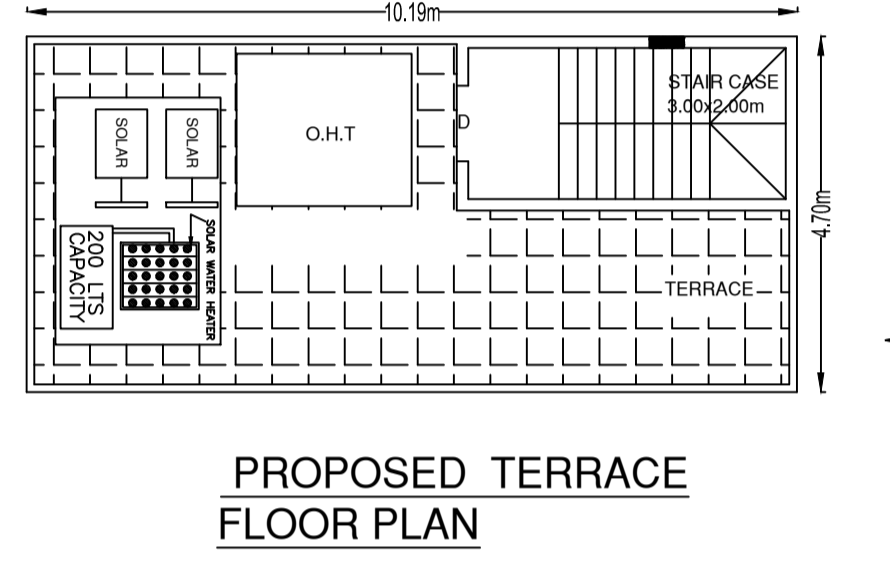 10.19m
STAIR CASE
3.00x2.00m
SOLAR
SOLAR
O.H.T
D
4.70m
200 LTS
CAPACITY
SOLAR WATER HEATER
TERRACE
PROPOSED TERRACE
FLOOR PLAN